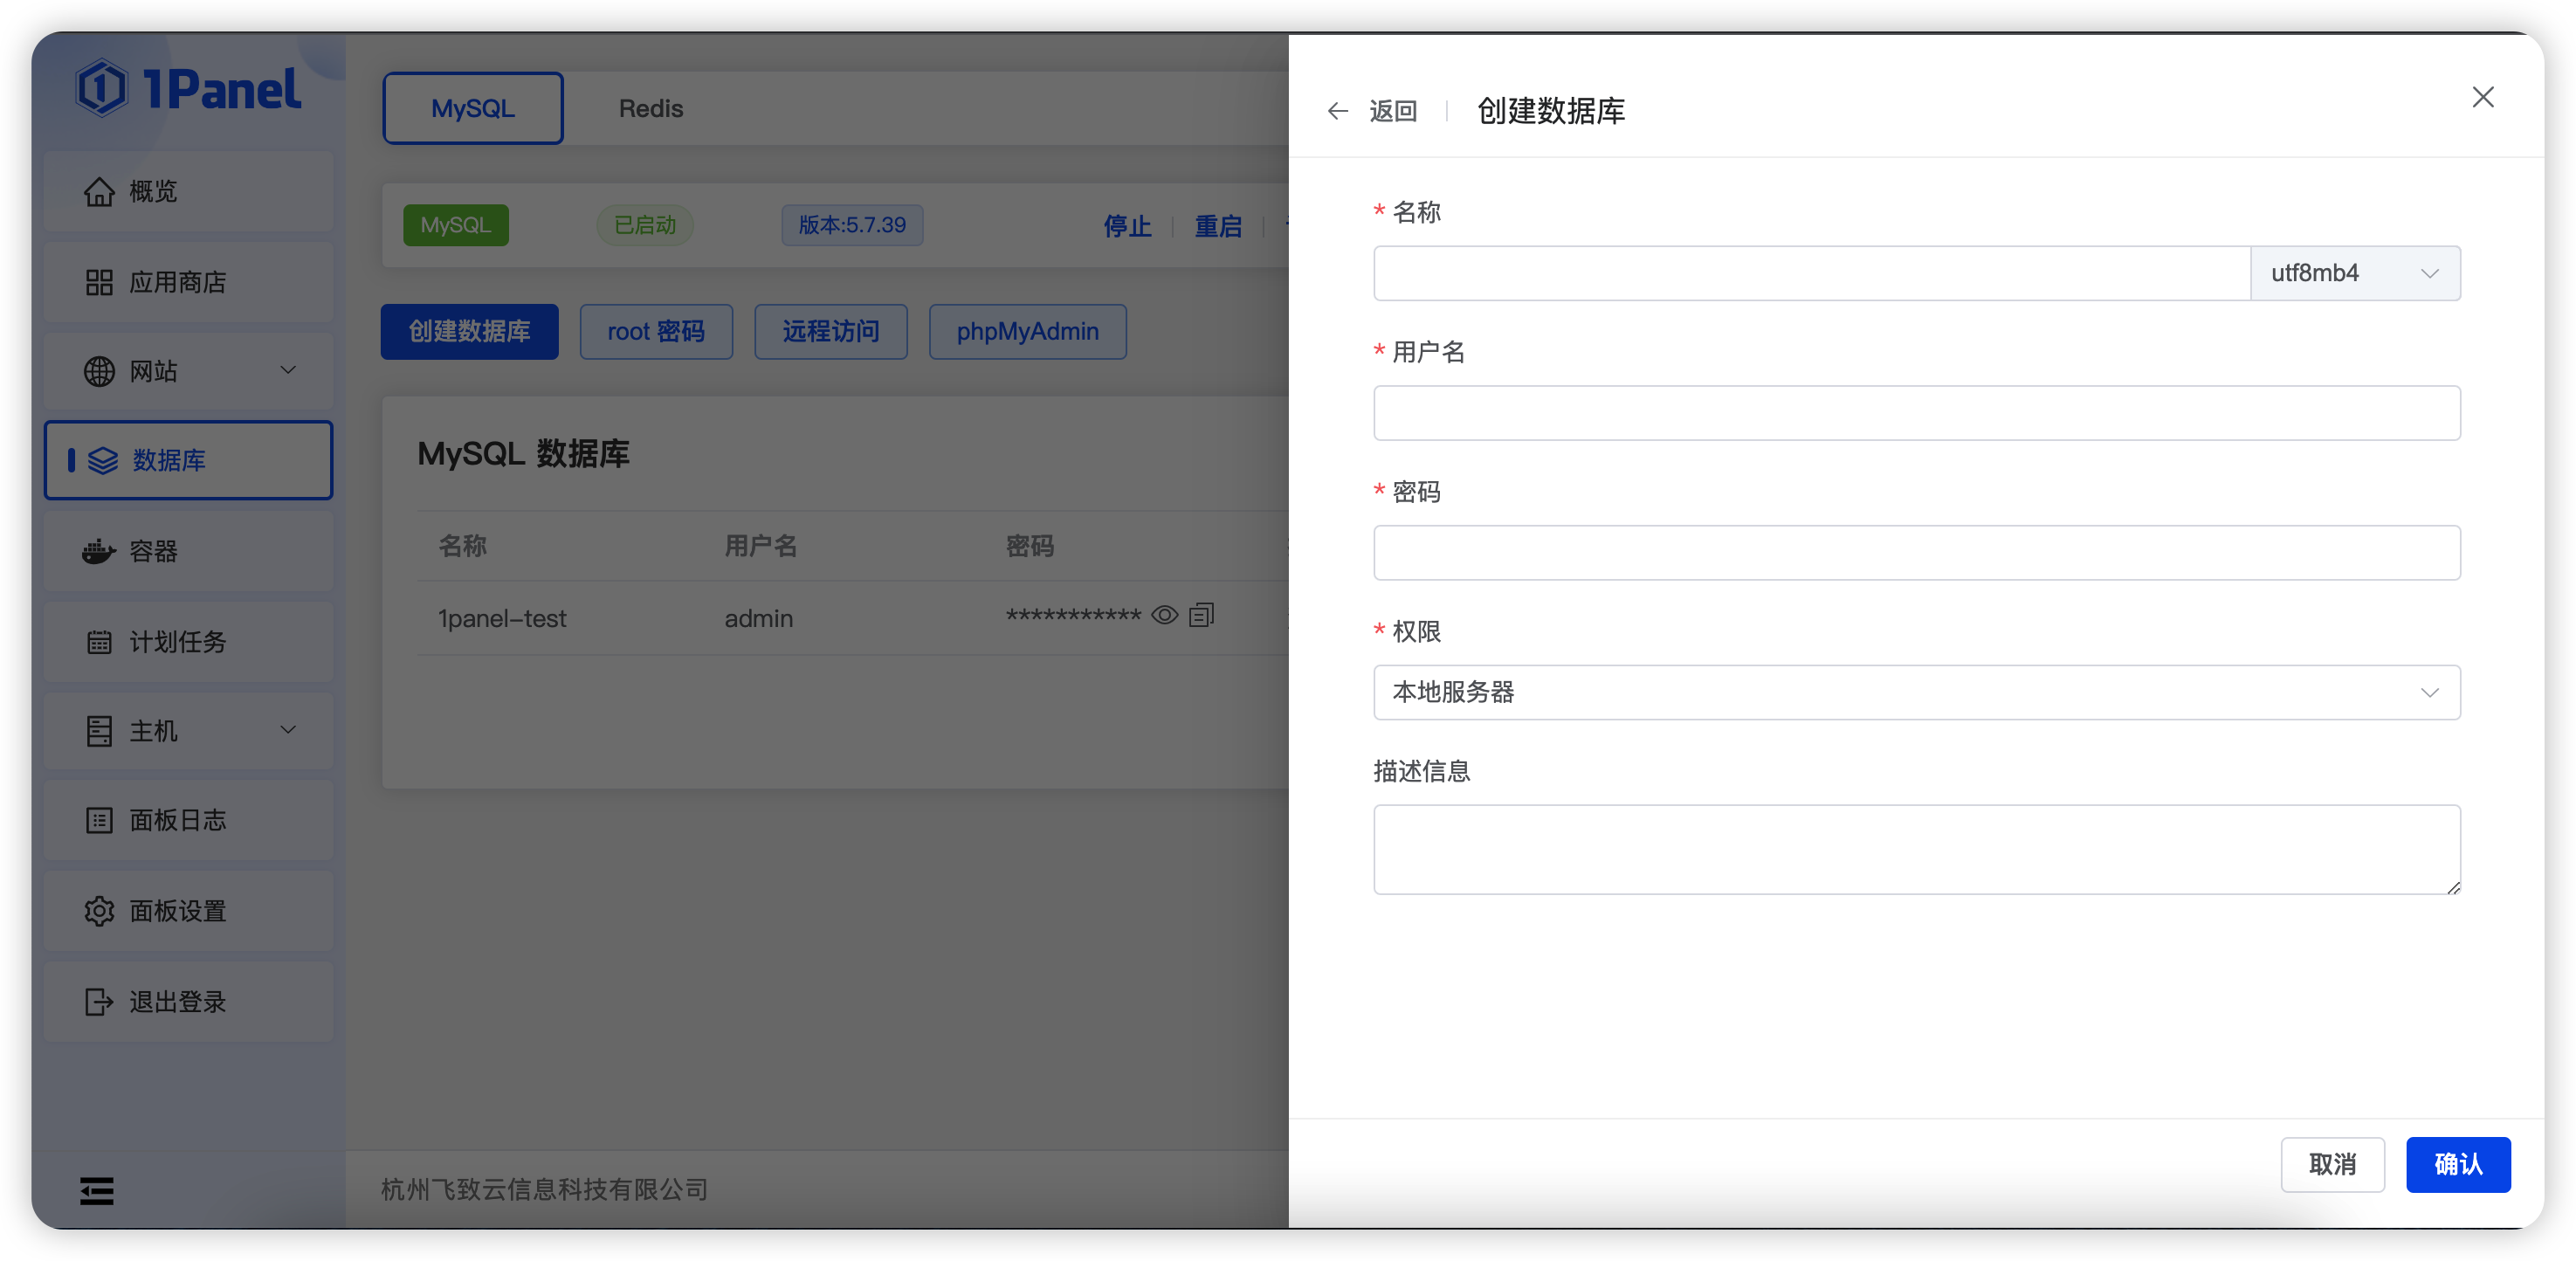 1Panel
概览
应用商店
网站
数据库
容器
计划任务
主机
面板日志
面板设置
退出登录
MySQL
Redis
MySQL
已启动
版本:5.7.39
停止
重启
创建数据库
root 密码
远程访问
phpMyAdmin
MySQL 数据库
名称 用户名 密码
1panel-test admin ***********
杭州飞致云信息科技有限公司
返回
创建数据库
* 名称
utf8mb4
* 用户名
* 密码
* 权限
本地服务器
描述信息
取消
确认